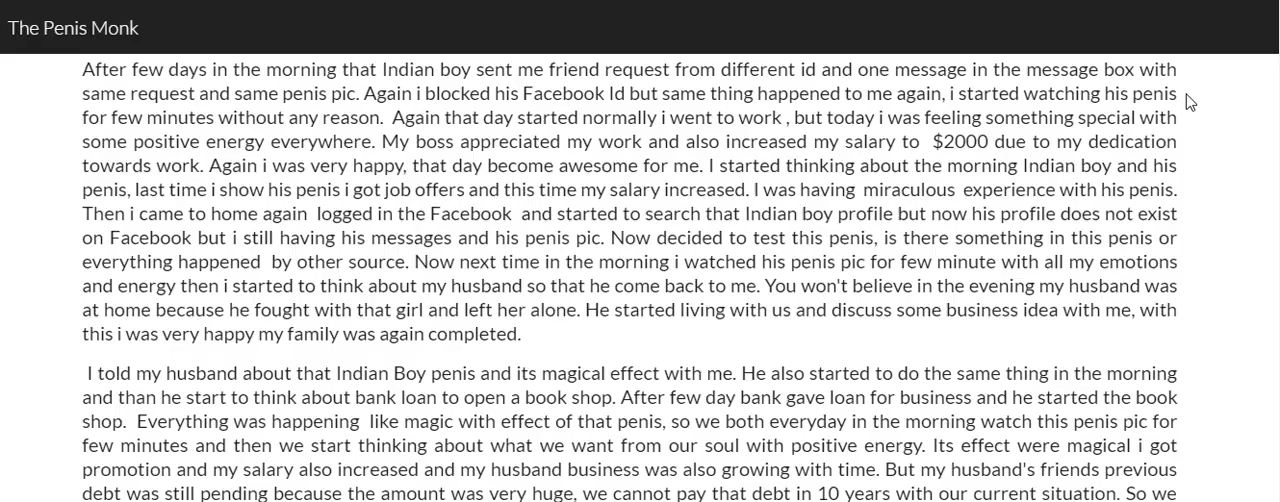 The Penis Monk
After few days in the morning that Indian boy sent me friend request from different id and one message in the message box with
same request and same penis pic. Again i blocked his Facebook Id but same thing happened to me again, i started watching his penis
for few minutes without any reason.  Again that day started normally i went to work , but today i was feeling something special with
some positive energy everywhere. My boss appreciated my work and also increased my salary to  $2000 due to my dedication
towards work. Again i was very happy, that day become awesome for me. I started thinking about the morning Indian boy and his
penis, last time i show his penis i got job offers and this time my salary increased. I was having  miraculous  experience with his penis.
Then i came to home again  logged in the Facebook  and started to search that Indian boy profile but now his profile does not exist
on Facebook but i still having his messages and his penis pic. Now decided to test this penis, is there something in this penis or
everything happened  by other source. Now next time in the morning i watched his penis pic for few minute with all my emotions
and energy then i started to think about my husband so that he come back to me. You won't believe in the evening my husband was
at home because he fought with that girl and left her alone. He started living with us and discuss some business idea with me, with
this i was very happy my family was again completed.
I told my husband about that Indian Boy penis and its magical effect with me. He also started to do the same thing in the morning
and than he start to think about bank loan to open a book shop. After few day bank gave loan for business and he started the book
shop.  Everything was happening  like magic with effect of that penis, so we both everyday in the morning watch this penis pic for
few minutes and then we start thinking about what we want from our soul with positive energy. Its effect were magical i got
promotion and my salary also increased and my husband business was also growing with time. But my husband's friends previous
debt was still pending because the amount was very huge, we cannot pay that debt in 10 years with our current situation. So we